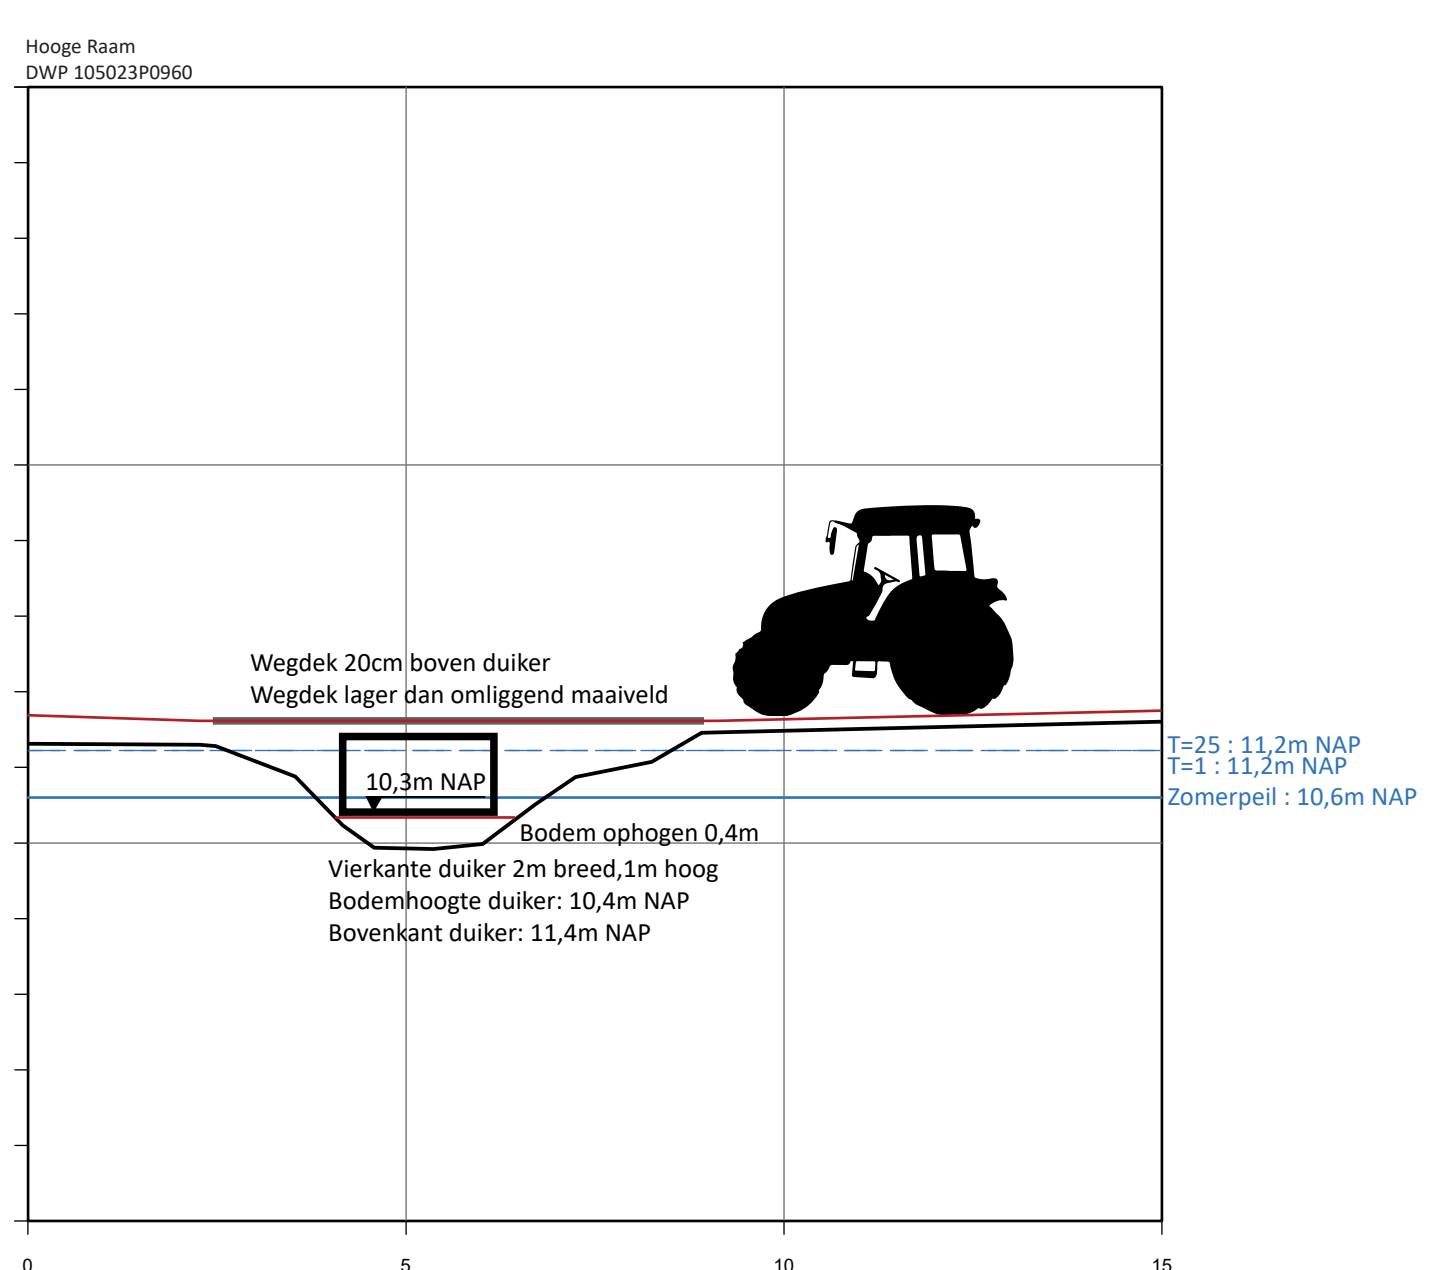 Hooge Raam
DWP 105023P0960
Wegdek 20cm boven duiker
Wegdek lager dan omliggend maaiveld
T=25 : 11,2m NAP
T=1 : 11,2m NAP
10,3m NAP
Zomerpeil : 10,6m NAP
Bodem ophogen 0,4m
Vierkante duiker 2m breed,1m hoog
Bodemhoogte duiker: 10,4m NAP
Bovenkant duiker: 11,4m NAP
0 5 10 15